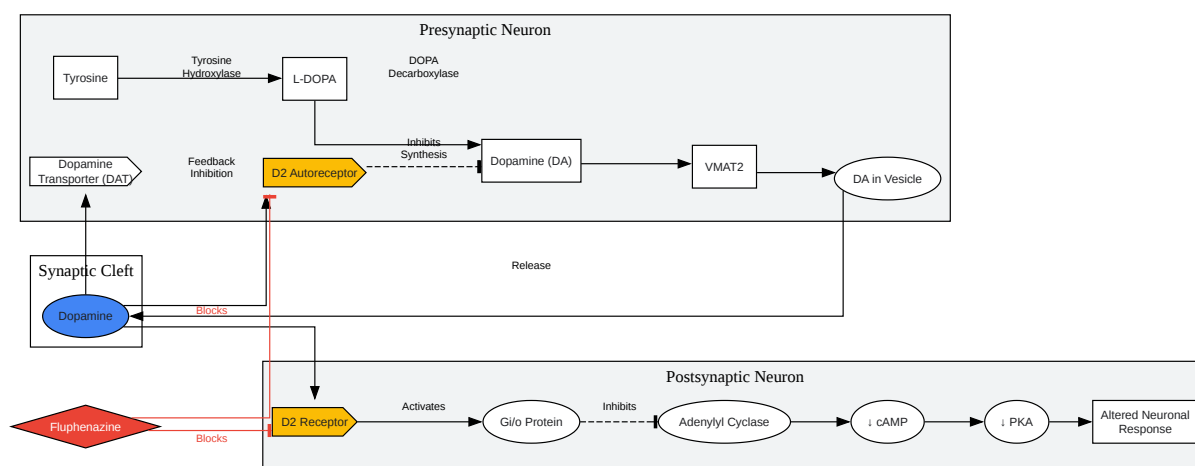 Presynaptic Neuron
Tyrosine
Tyrosine
Hydroxylase
L-DOPA
DOPA
Decarboxylase
Dopamine
Transporter (DAT)
Feedback
Inhibition
D2 Autoreceptor
Inhibits
Synthesis
Dopamine (DA)
VMAT2
DA in Vesicle
Synaptic Cleft
Dopamine
Release
Blocks
Postsynaptic Neuron
Fluphenazine
Blocks
D2 Receptor
Activates
Gi/o Protein
Inhibits
Adenylyl Cyclase
↓ cAMP
↓ PKA
Altered Neuronal
Response